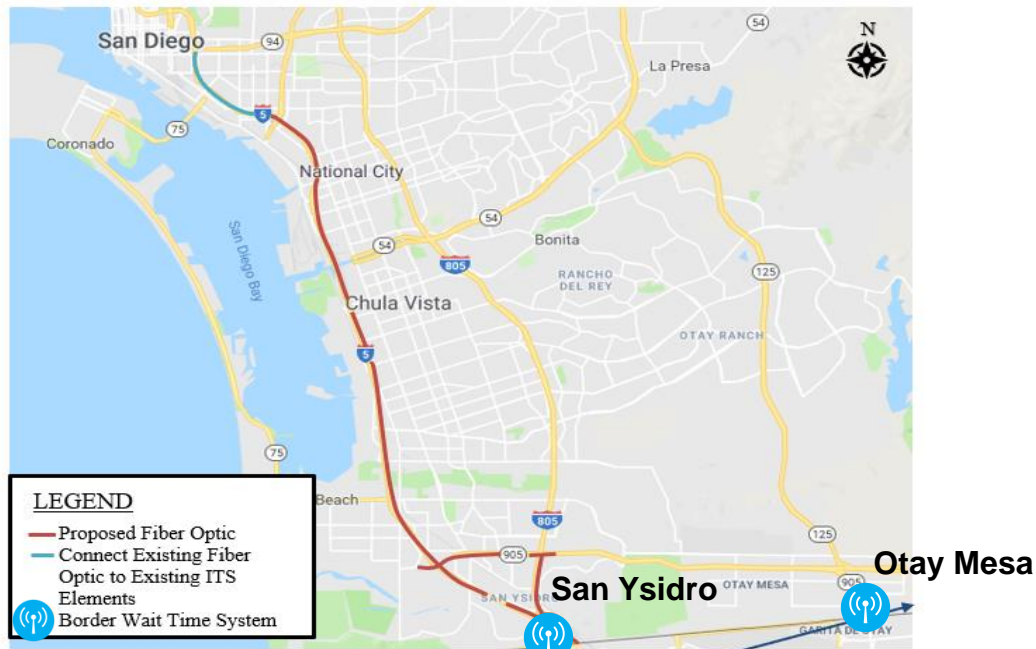 San Diego
94
54
N
La Presa
5
75
Coronado
National City
San Diego Bay
54
54
Bonita
805
125
RANCHO
DEL REY
Chula Vista
OTAY RANCH
5
75
LEGEND
Proposed Fiber Optic
Connect Existing Fiber
Optic to Existing ITS
Elements
Border Wait Time System
Beach
805
905
125
Otay Mesa
905
OTAY MESA
San Ysidro
SAN YSIDRO
GARITA DE OTAY